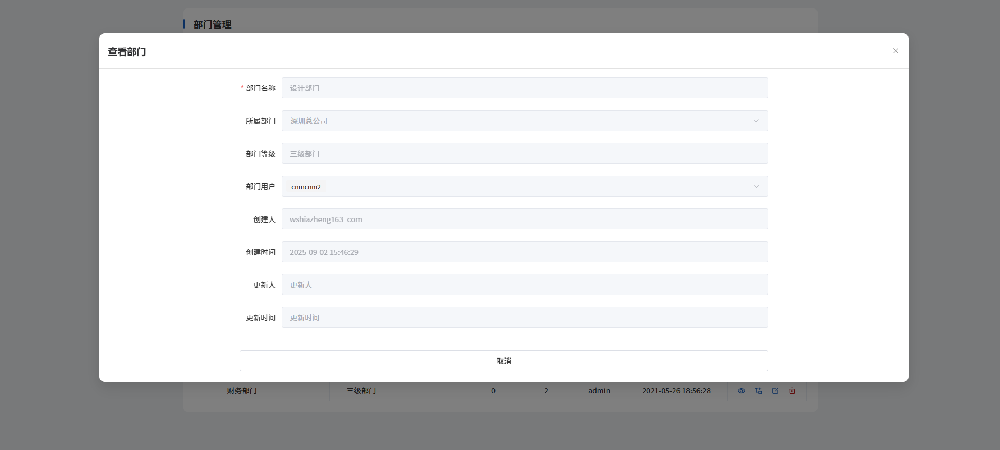 部门管理
查看部门
* 部门名称 设计部门
所属部门 深圳总公司
部门等级 三级部门
部门用户 cnmcnm2
创建人 wshiazheng163_com
创建时间 2025-09-02 15:46:29
更新人 更新人
更新时间 更新时间
取消
财务部门 三级部门 0 2 admin 2021-05-26 18:56:28